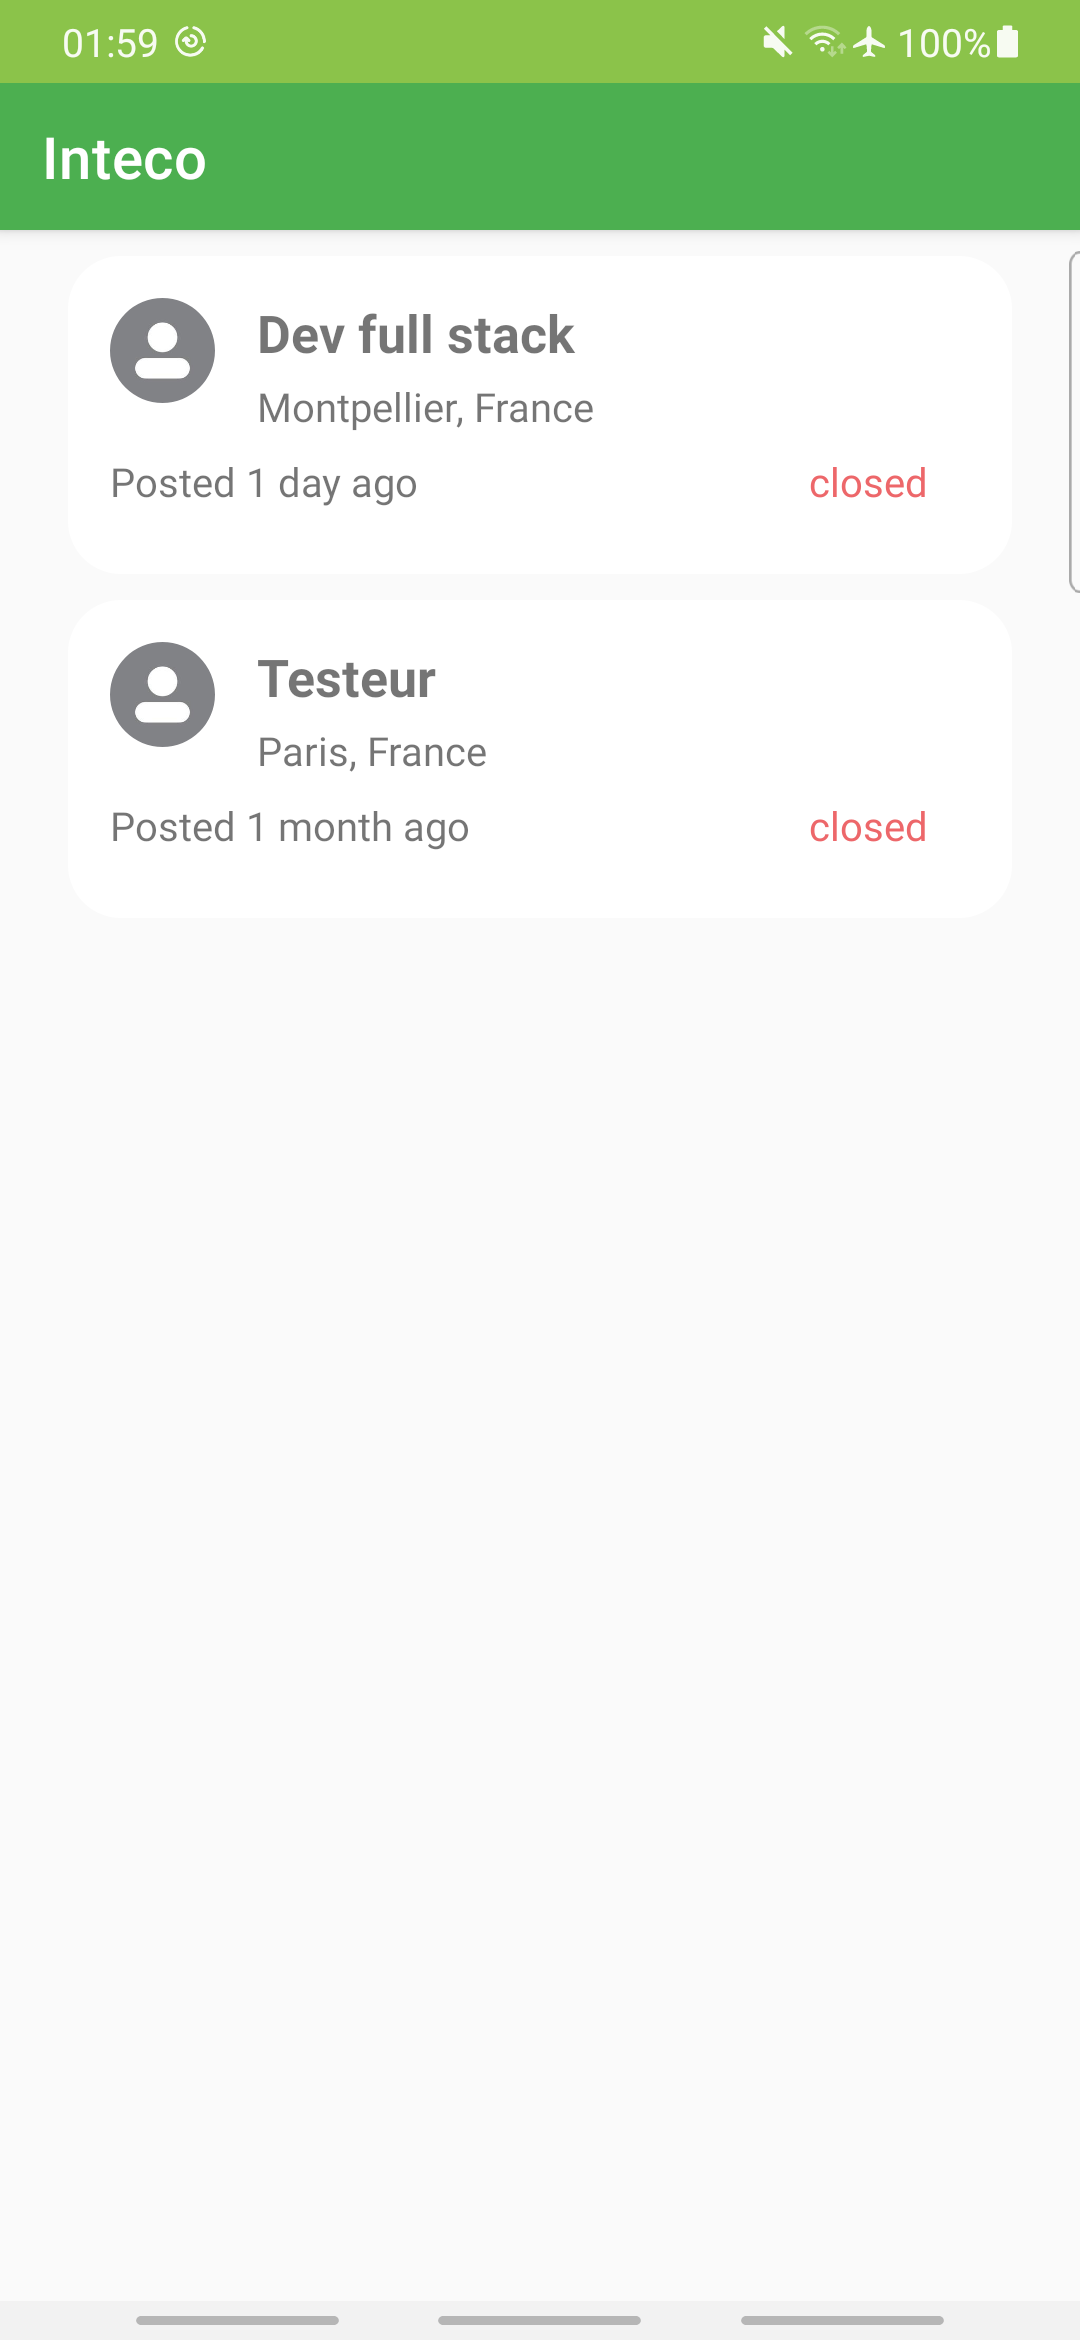 01:59
100%
Inteco
Dev full stack
Montpellier, France
Posted 1 day ago
closed
Testeur
Paris, France
Posted 1 month ago
closed